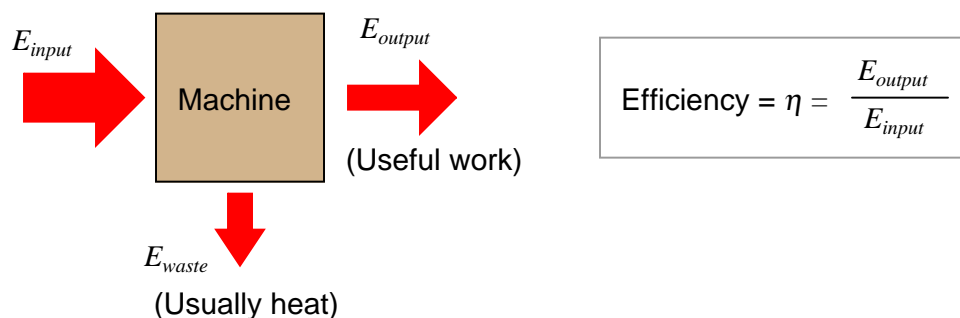 E_input
Machine
E_output
(Useful work)
E_waste
(Usually heat)
Efficiency = η = E_output / E_input